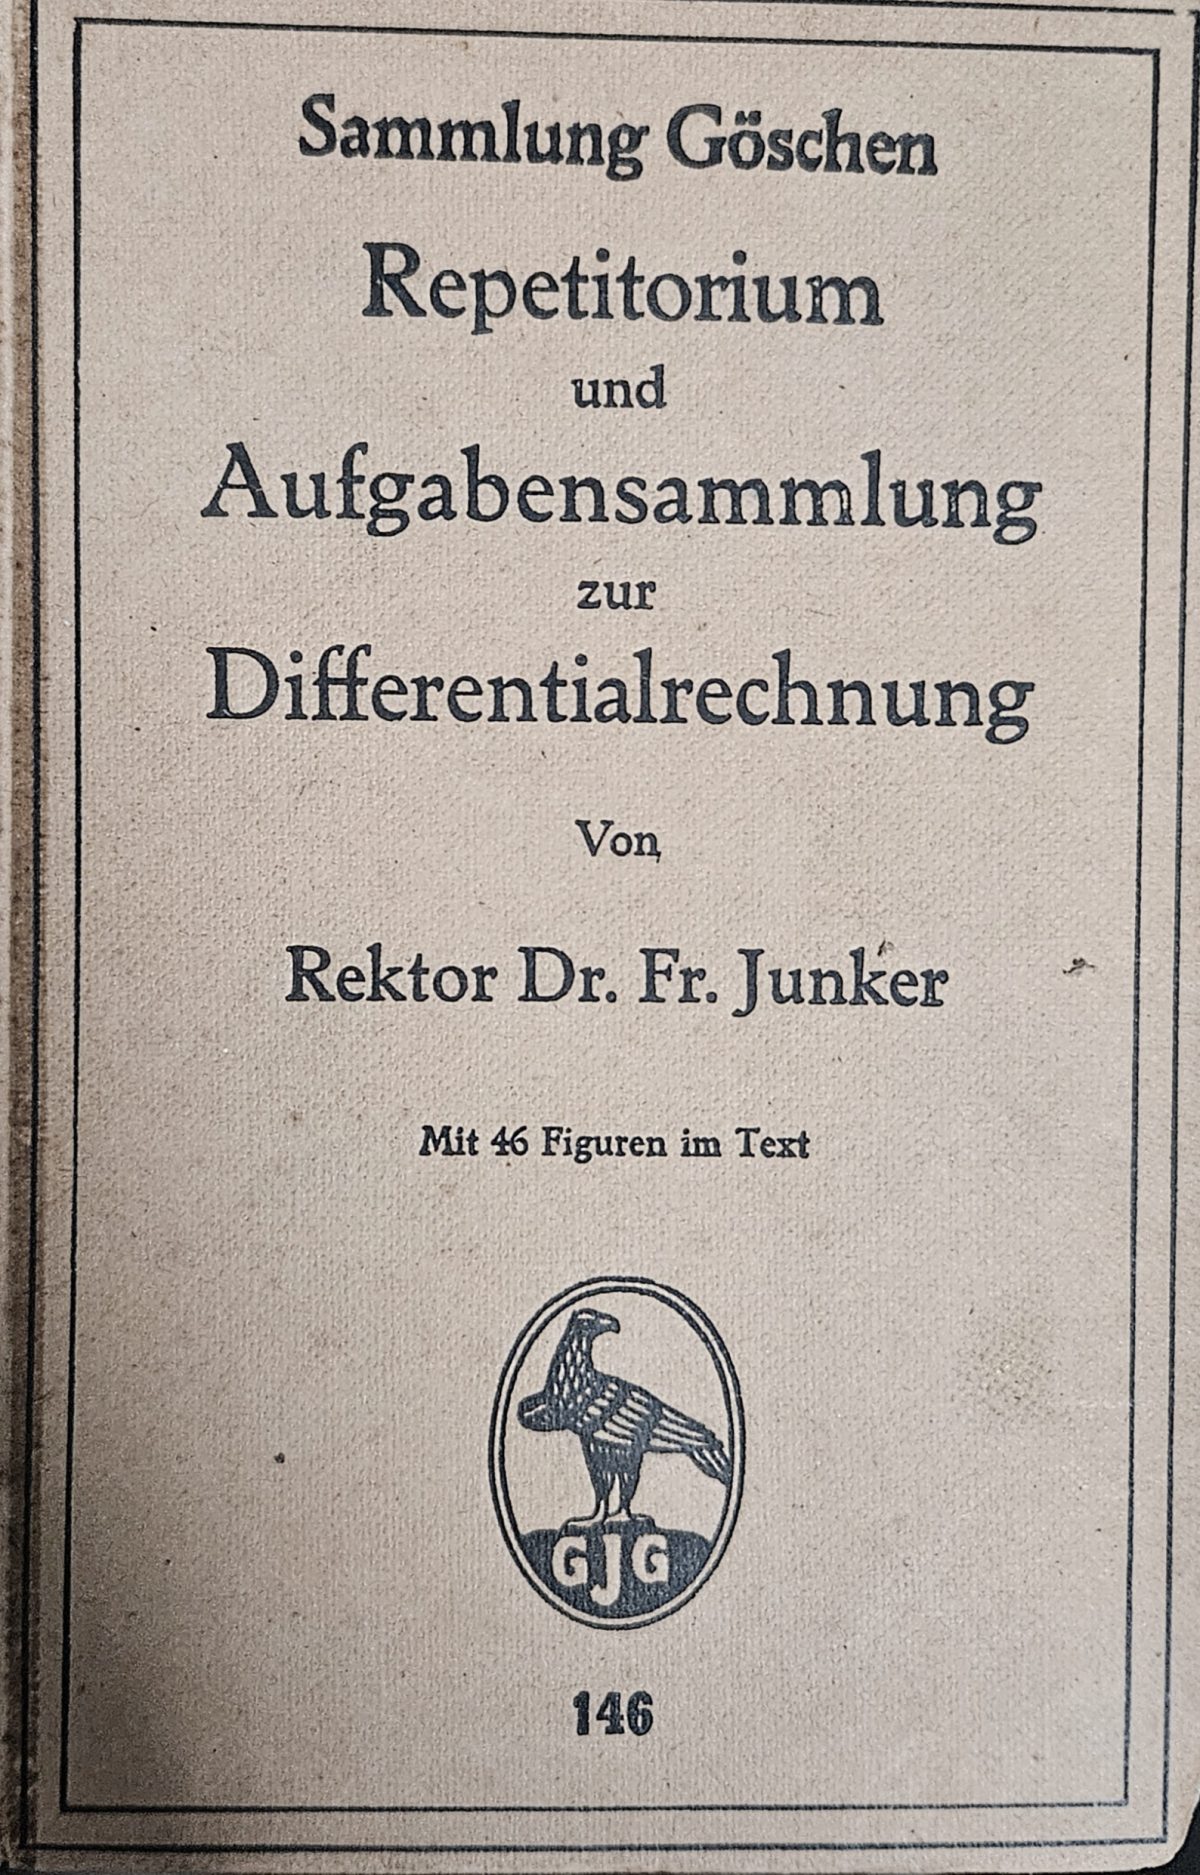 Sammlung Göschen
Repetitorium
und
Aufgabensammlung
zur
Differentialrechnung
Von
Rektor Dr. Fr. Junker
Mit 46 Figuren im Text
GJG
146